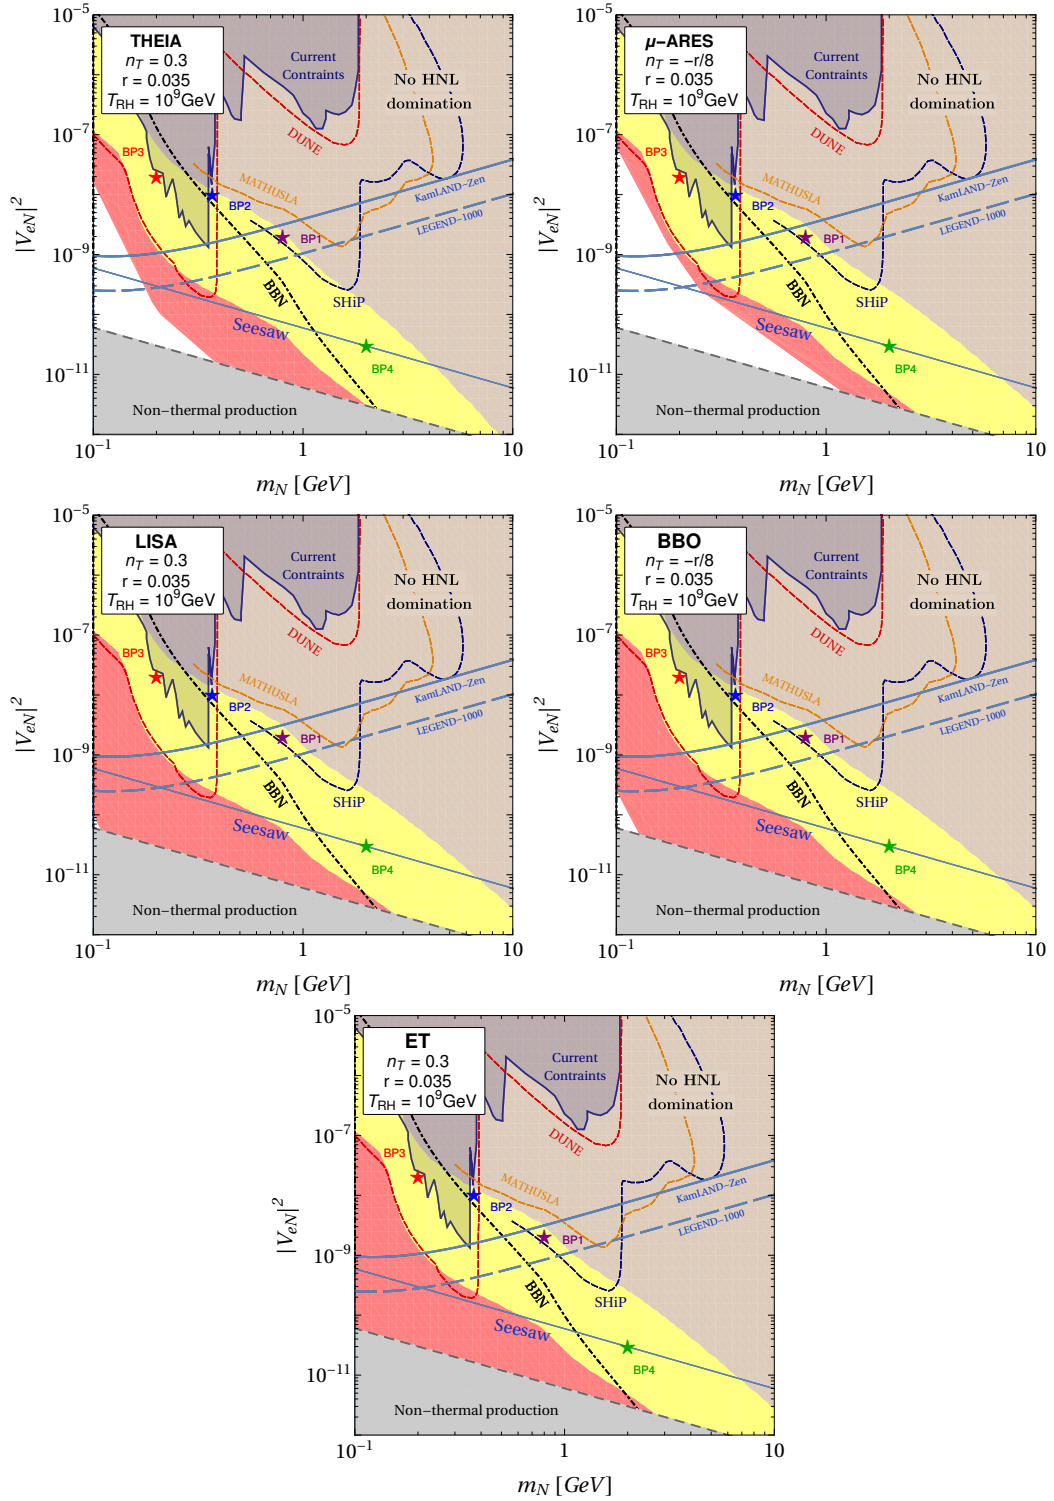 THEIA
n_T = 0.3
r = 0.035
T_RH = 10^9GeV
Current
Contraints
No HNL
domination
DUNE
BP3
MATHUSLA
BP2
KamLAND-Zen
LEGEND-1000
BP1
BBN
SHiP
Seesaw
BP4
Non-thermal production
10^-5
10^-7
10^-9
10^-11
|V_eN|^2
10^-1
1
10
m_N [GeV]
μ-ARES
n_T = -r/8
r = 0.035
T_RH = 10^9GeV
Current
Contraints
No HNL
domination
DUNE
BP3
MATHUSLA
BP2
KamLAND-Zen
LEGEND-1000
BP1
BBN
SHiP
Seesaw
BP4
Non-thermal production
10^-5
10^-7
10^-9
10^-11
|V_eN|^2
10^-1
1
10
m_N [GeV]
LISA
n_T = 0.3
r = 0.035
T_RH = 10^9GeV
Current
Contraints
No HNL
domination
DUNE
BP3
MATHUSLA
BP2
KamLAND-Zen
LEGEND-1000
BP1
BBN
SHiP
Seesaw
BP4
Non-thermal production
10^-5
10^-7
10^-9
10^-11
|V_eN|^2
10^-1
1
10
m_N [GeV]
BBO
n_T = -r/8
r = 0.035
T_RH = 10^9GeV
Current
Contraints
No HNL
domination
DUNE
BP3
MATHUSLA
BP2
KamLAND-Zen
LEGEND-1000
BP1
BBN
SHiP
Seesaw
BP4
Non-thermal production
10^-5
10^-7
10^-9
10^-11
|V_eN|^2
10^-1
1
10
m_N [GeV]
ET
n_T = 0.3
r = 0.035
T_RH = 10^9GeV
Current
Contraints
No HNL
domination
DUNE
BP3
MATHUSLA
BP2
KamLAND-Zen
LEGEND-1000
BP1
BBN
SHiP
Seesaw
BP4
Non-thermal production
10^-5
10^-7
10^-9
10^-11
|V_eN|^2
10^-1
1
10
m_N [GeV]